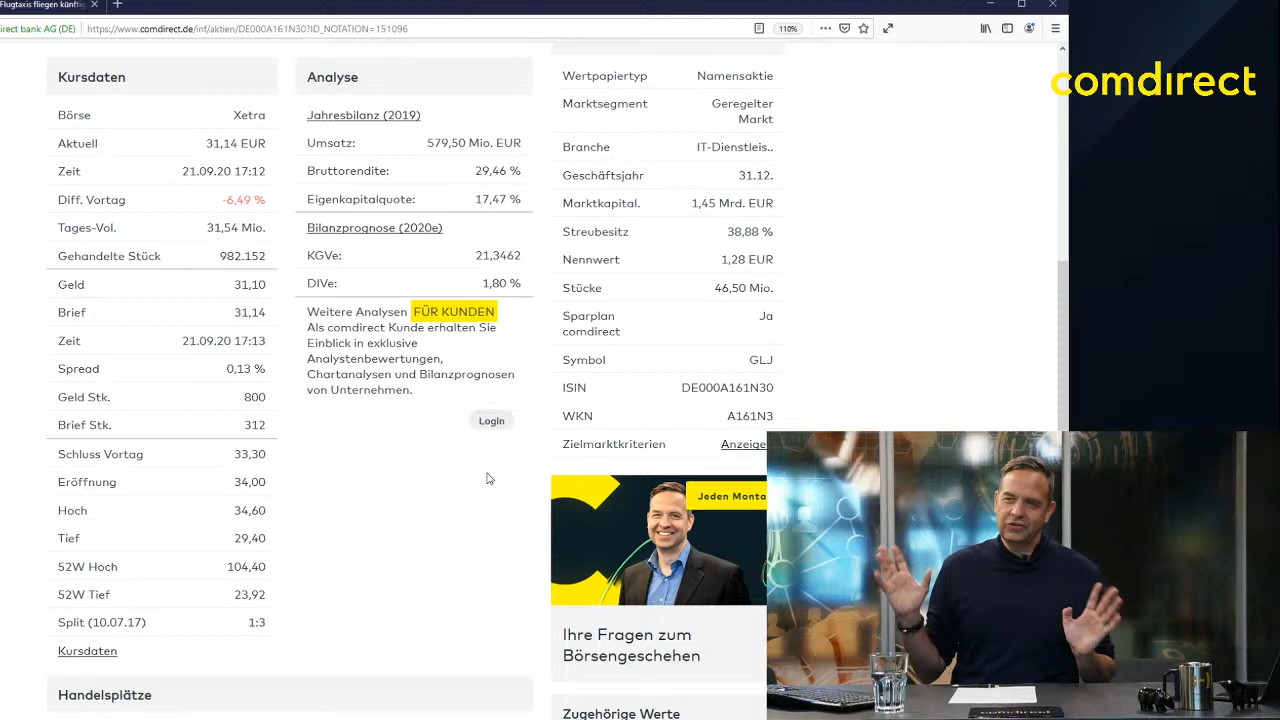 Flugtaxis fliegen künftig
direct bank AG (DE)
https://www.comdirect.de/inf/aktien/DE000A161N30?ID_NOTATION=151096
110%
comdirect
Kursdaten
Börse Xetra
Aktuell 31,14 EUR
Zeit 21.09.20 17:12
Diff. Vortag -6,49 %
Tages-Vol. 31,54 Mio.
Gehandelte Stück 982.152
Geld 31,10
Brief 31,14
Zeit 21.09.20 17:13
Spread 0,13 %
Geld Stk. 800
Brief Stk. 312
Schluss Vortag 33,30
Eröffnung 34,00
Hoch 34,60
Tief 29,40
52W Hoch 104,40
52W Tief 23,92
Split (10.07.17) 1:3
Kursdaten
Handelsplätze
Analyse
Jahresbilanz (2019)
Umsatz: 579,50 Mio. EUR
Bruttorendite: 29,46 %
Eigenkapitalquote: 17,47 %
Bilanzprognose (2020e)
KGVe: 21,3462
DIVe: 1,80 %
Weitere Analysen FÜR KUNDEN
Als comdirect Kunde erhalten Sie
Einblick in exklusive
Analystenbewertungen,
Chartanalysen und Bilanzprognosen
von Unternehmen.
Login
Wertpapiertyp Namensaktie
Marktsegment Geregelter
Markt
Branche IT-Dienstleis..
Geschäftsjahr 31.12.
Marktkapital. 1,45 Mrd. EUR
Streubesitz 38,88 %
Nennwert 1,28 EUR
Stücke 46,50 Mio.
Sparplan Ja
comdirect
Symbol GLJ
ISIN DE000A161N30
WKN A161N3
Zielmarktkriterien Anzeige
Jeden Monta
Ihre Fragen zum
Börsengeschehen
Zugehörige Werte
comdirect